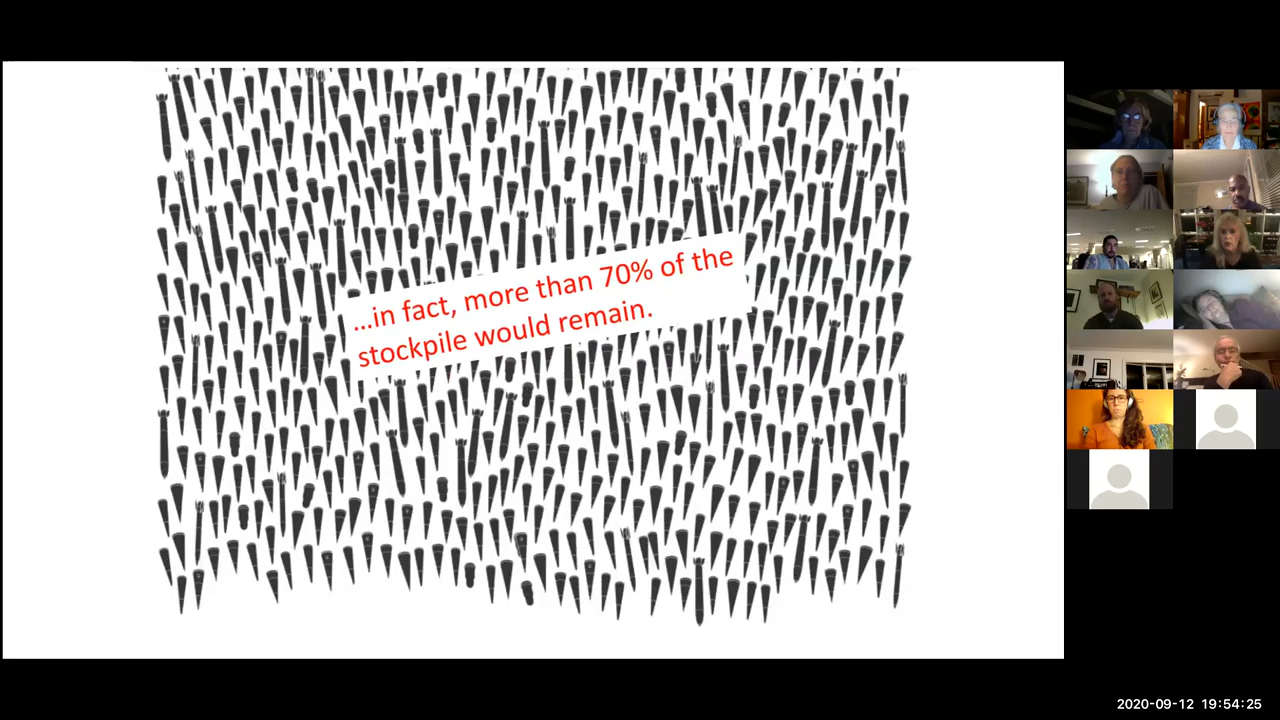 ...in fact, more than 70% of the
stockpile would remain.
2020-09-12 19:54:25